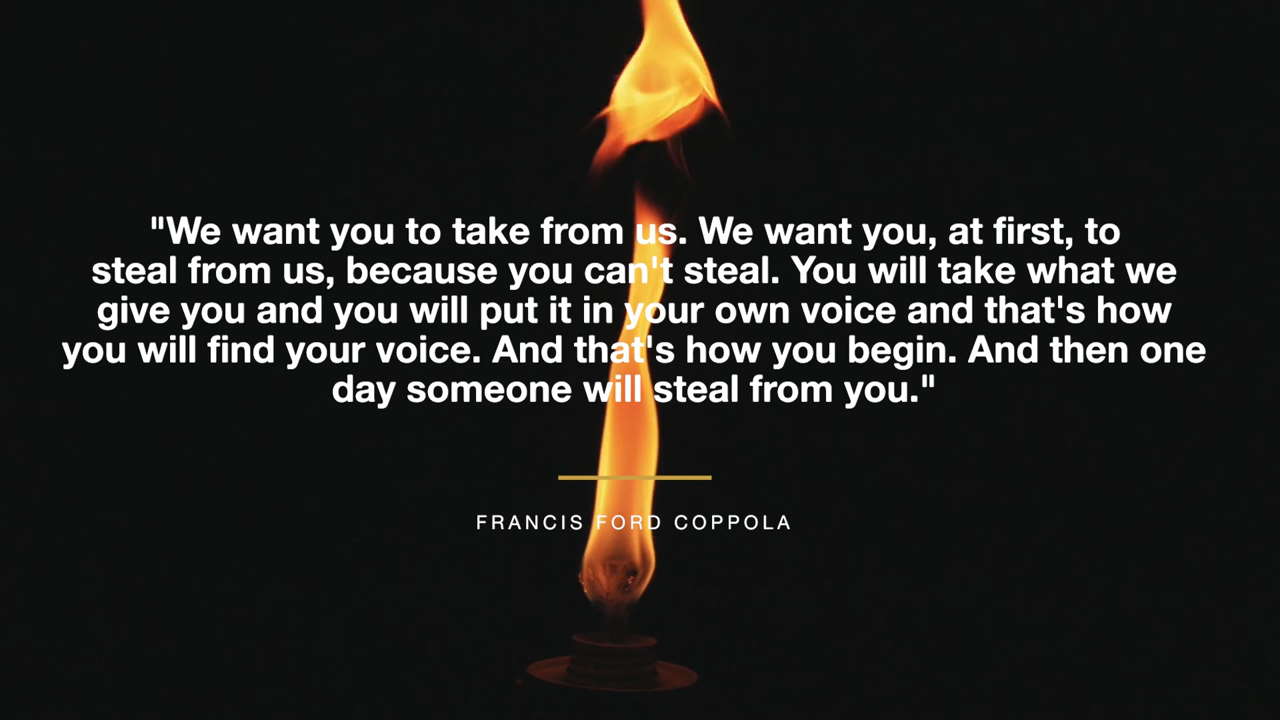 "We want you to take from us. We want you, at first, to
steal from us, because you can't steal. You will take what we
give you and you will put it in your own voice and that's how
you will find your voice. And that's how you begin. And then one
day someone will steal from you."
FRANCIS FORD COPPOLA